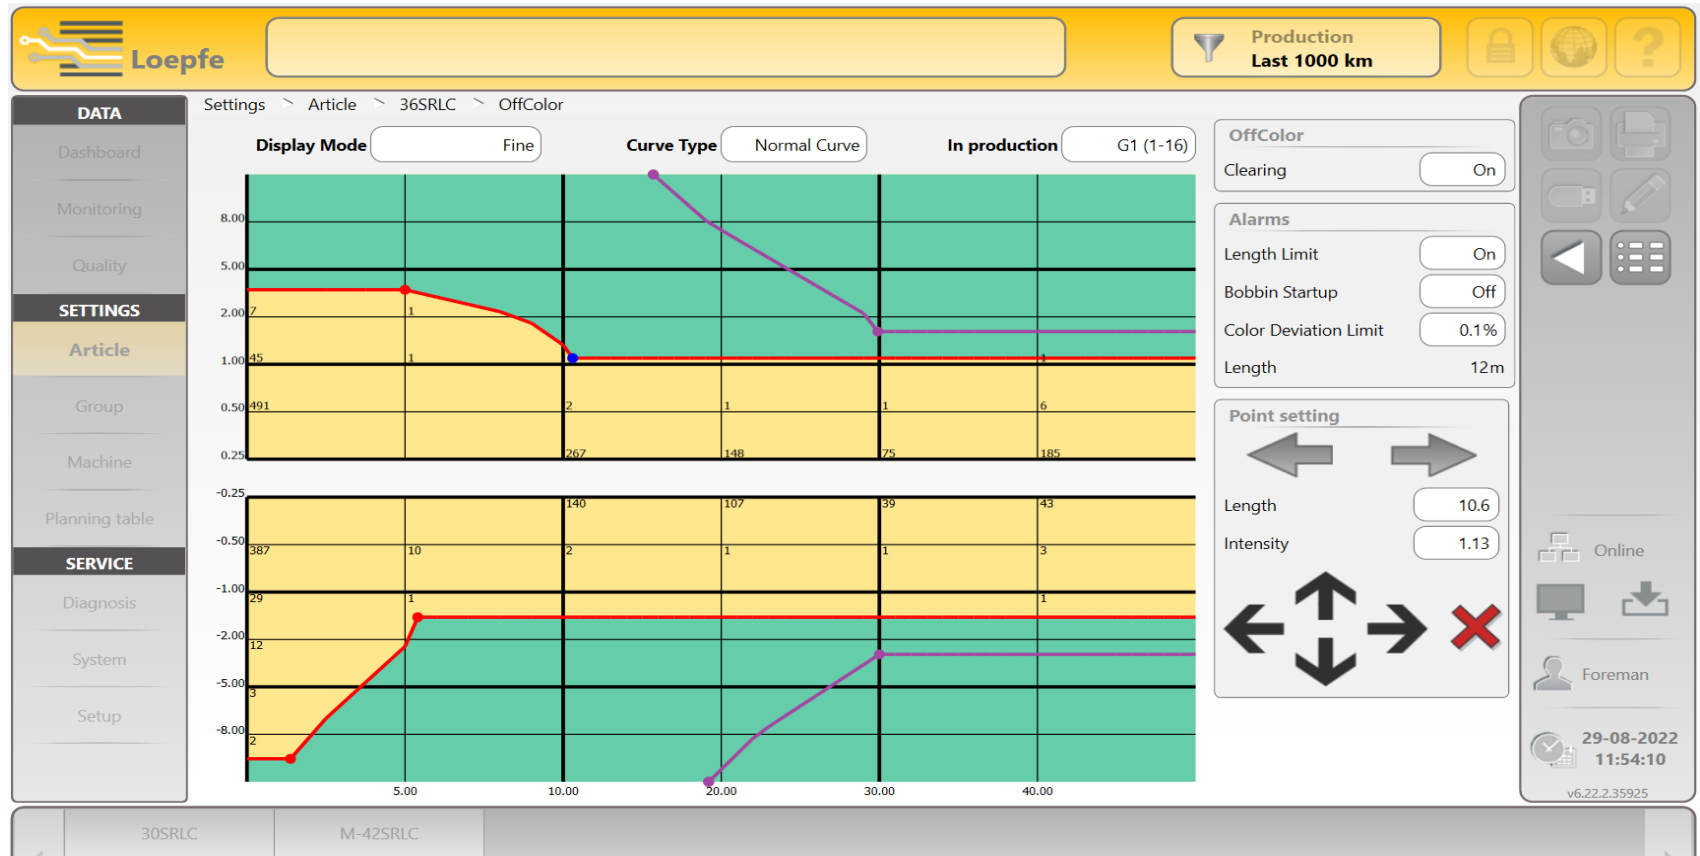 Loepfe
Production
Last 1000 km
?
DATA
Dashboard
Monitoring
Quality
SETTINGS
Article
Group
Machine
Planning table
SERVICE
Diagnosis
System
Setup
Settings > Article > 36SRLC > OffColor
Display Mode Fine Curve Type Normal Curve In production G1 (1-16)
8.00
5.00
2.00 7 1
1.00 45 1 1
0.50 491 2 1 1 6
0.25 267 148 75 185
-0.25 140 107 39 43
-0.50 387 10 2 1 1 3
-1.00 29 1 1
-2.00 12
-5.00 3
-8.00 2
5.00 10.00 20.00 30.00 40.00
OffColor
Clearing On
Alarms
Length Limit On
Bobbin Startup Off
Color Deviation Limit 0.1%
Length 12m
Point setting
Length 10.6
Intensity 1.13
Online
Foreman
29-08-2022
11:54:10
v6.22.2.35925
30SRLC M-42SRLC